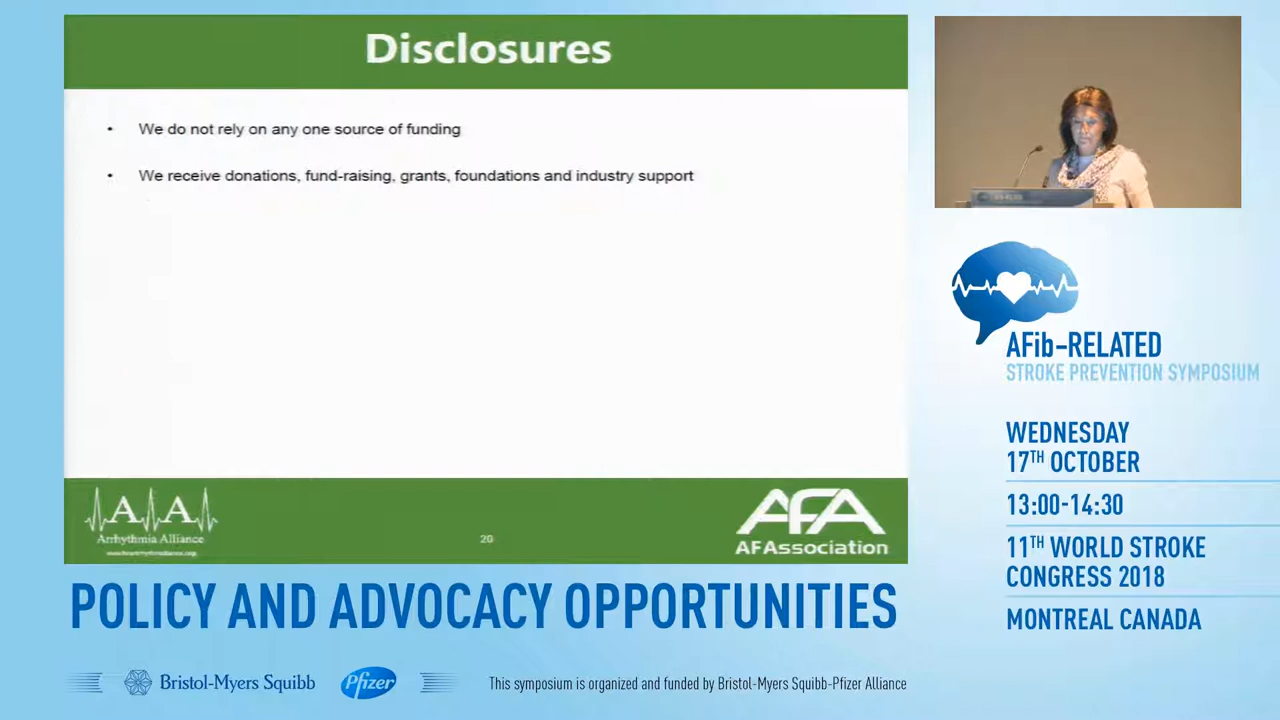 Disclosures
• We do not rely on any one source of funding
• We receive donations, fund-raising, grants, foundations and industry support
A A
Arrhythmia Alliance
20
AFA
AFAssociation
POLICY AND ADVOCACY OPPORTUNITIES
Bristol-Myers Squibb
Pfizer
This symposium is organized and funded by Bristol-Myers Squibb-Pfizer Alliance
AFib-RELATED
STROKE PREVENTION SYMPOSIUM
WEDNESDAY
17TH OCTOBER
13:00-14:30
11TH WORLD STROKE
CONGRESS 2018
MONTREAL CANADA